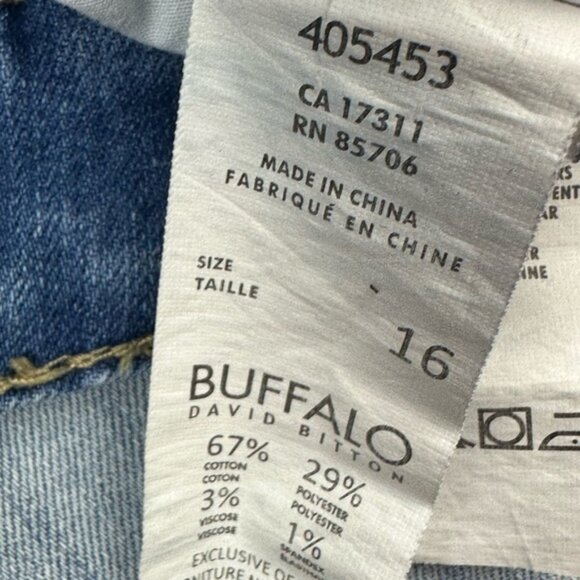 405453
CA 17311
RN 85706
MADE IN CHINA
FABRIQUÉ EN CHINE
SIZE
TAILLE
16
BUFFALO
DAVID BITTON
67% 29%
COTTON POLYESTER
COTON POLYESTER
3% 1%
VISCOSE SPANDEX
VISCOSE
EXCLUSIVE OF